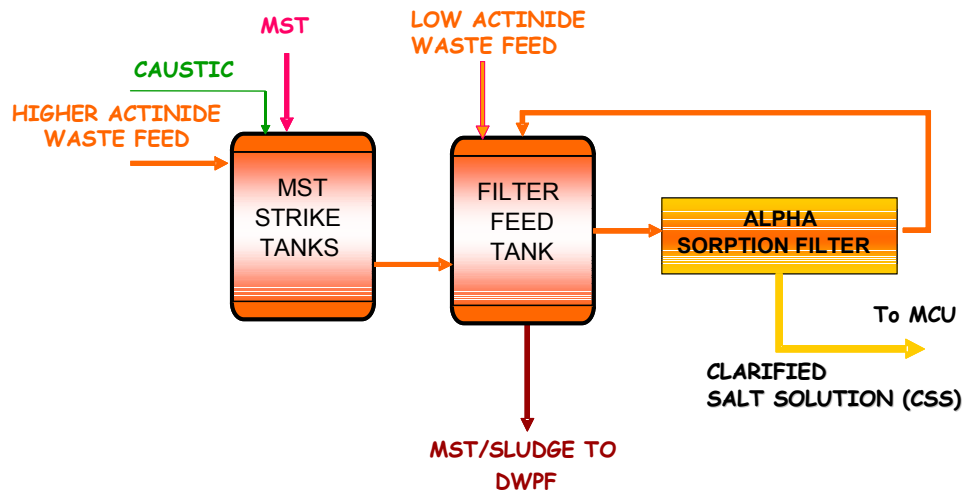 MST
CAUSTIC
HIGHER ACTINIDE
WASTE FEED
LOW ACTINIDE
WASTE FEED
MST
STRIKE
TANKS
FILTER
FEED
TANK
ALPHA
SORPTION FILTER
To MCU
CLARIFIED
SALT SOLUTION (CSS)
MST/SLUDGE TO
DWPF